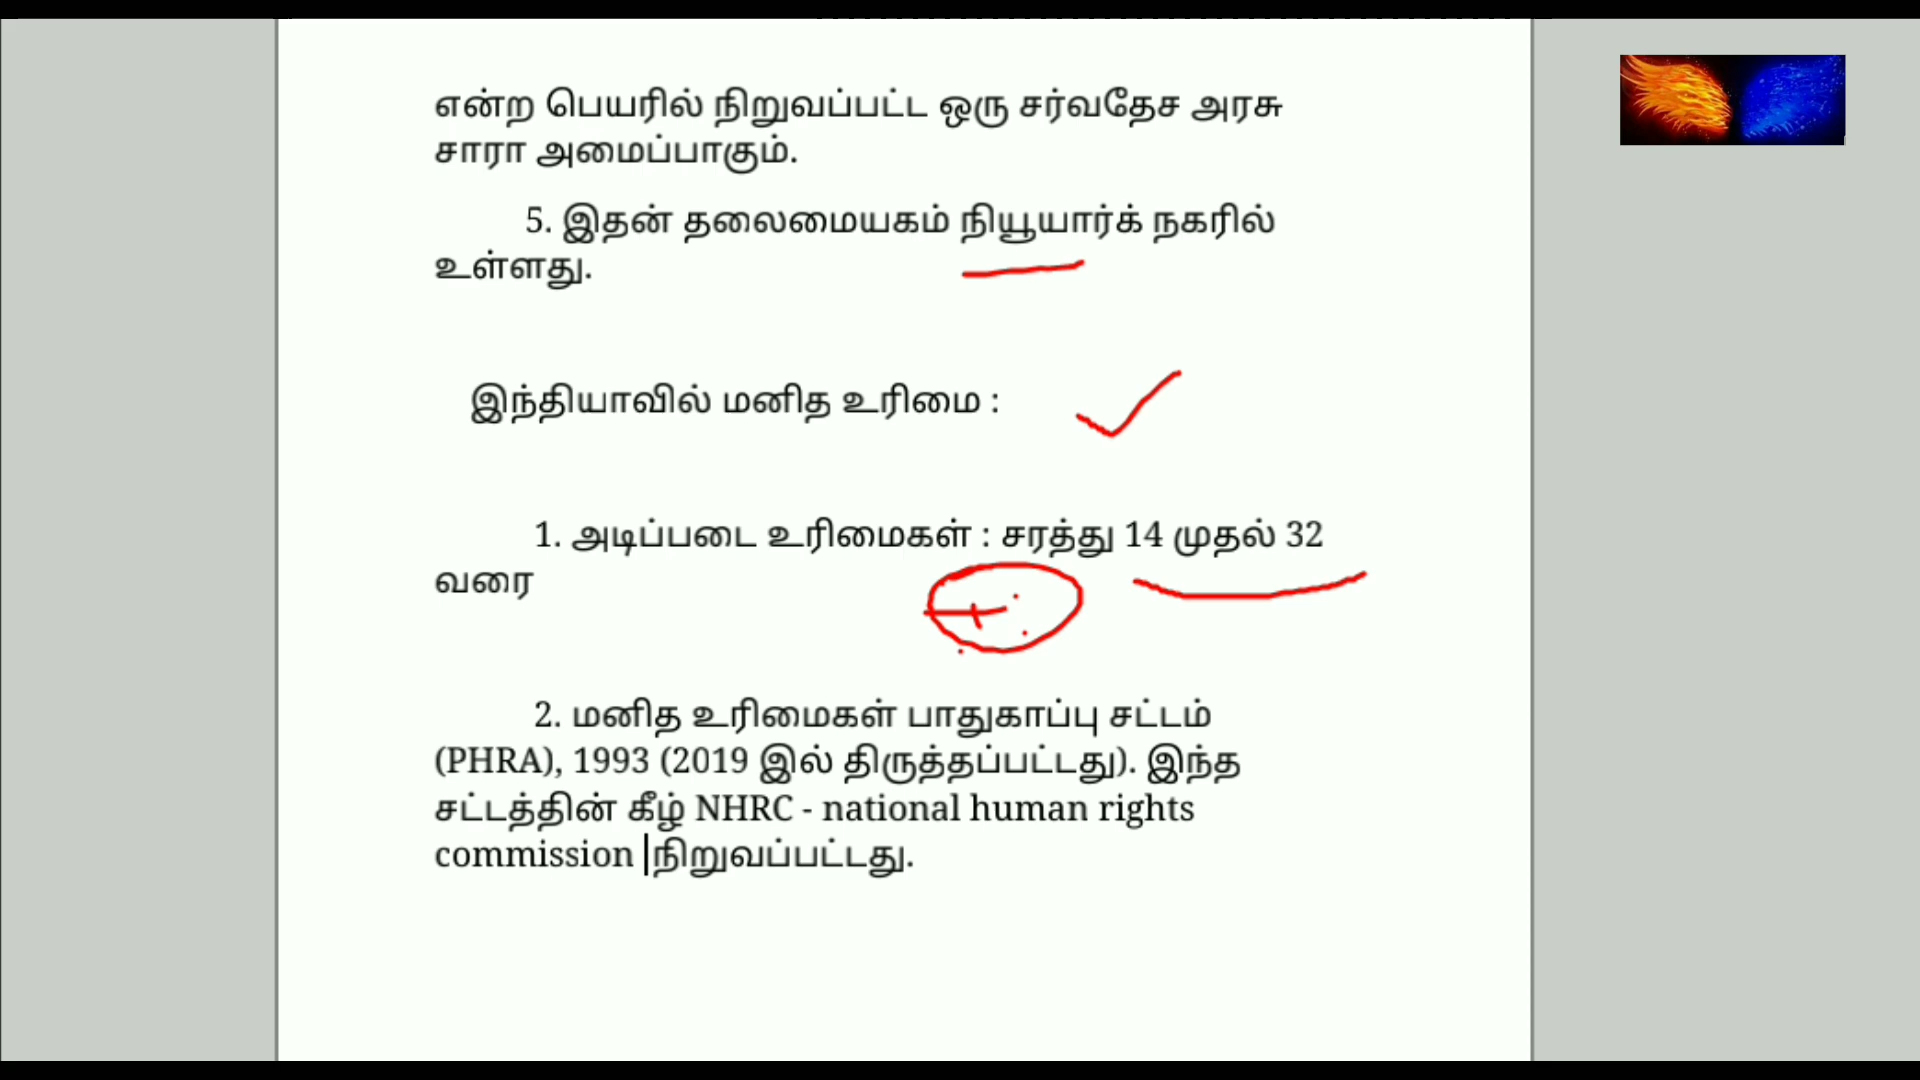 என்ற பெயரில் நிறுவப்பட்ட ஒரு சர்வதேச அரசு
சாரா அமைப்பாகும்.
5. இதன் தலைமையகம் நியூயார்க் நகரில்
உள்ளது.
இந்தியாவில் மனித உரிமை :
1. அடிப்படை உரிமைகள் : சரத்து 14 முதல் 32
வரை
2. மனித உரிமைகள் பாதுகாப்பு சட்டம்
(PHRA), 1993 (2019 இல் திருத்தப்பட்டது). இந்த
சட்டத்தின் கீழ் NHRC - national human rights
commission நிறுவப்பட்டது.